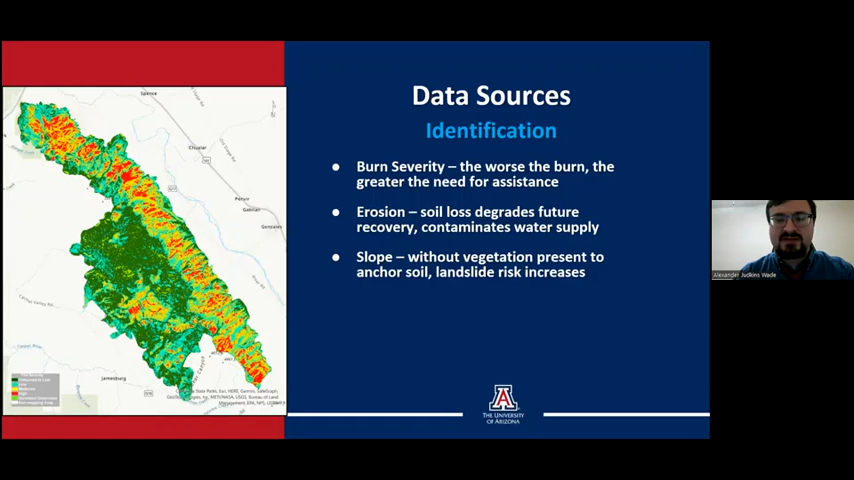 Data Sources
Identification
● Burn Severity – the worse the burn, the
greater the need for assistance
● Erosion – soil loss degrades future
recovery, contaminates water supply
● Slope – without vegetation present to
anchor soil, landslide risk increases
THE UNIVERSITY
OF ARIZONA
Alexander Judkins Wade
Spence
Chualar
Gonzales
Jamesburg